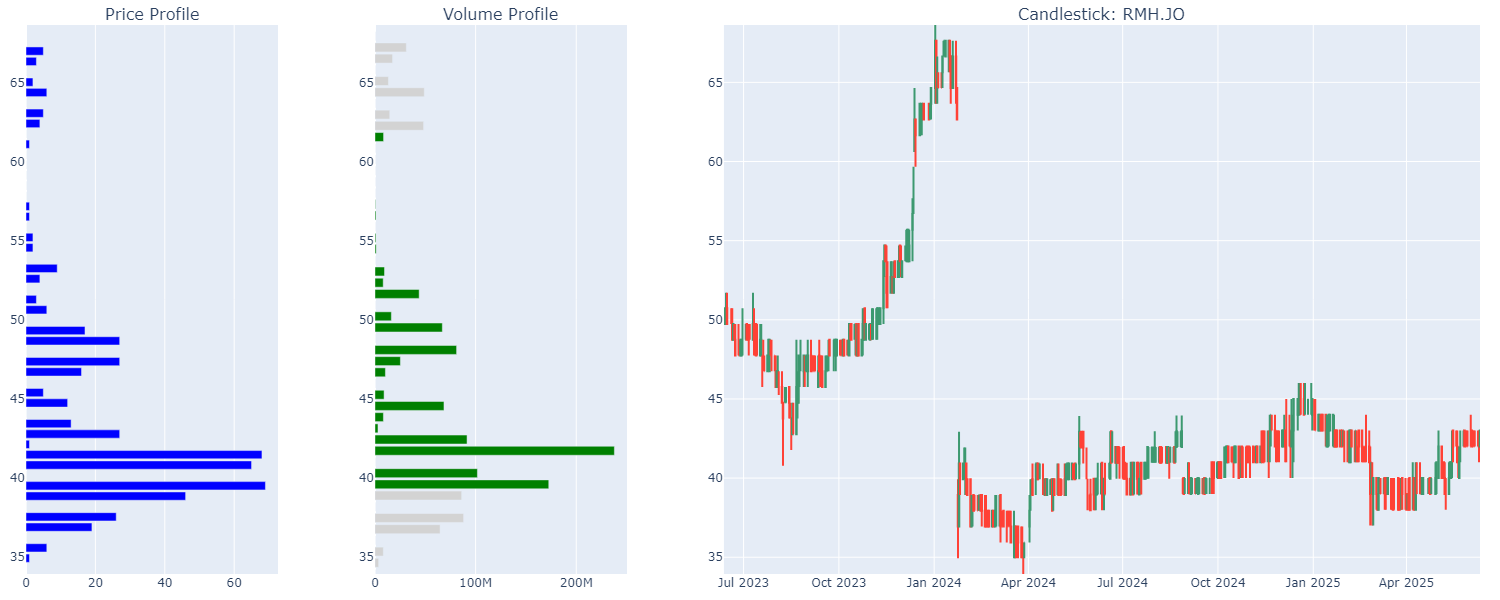 Price Profile
Volume Profile
Candlestick: RMH.JO
65
60
55
50
45
40
35
0
20
40
60
65
60
55
50
45
40
35
0
100M
200M
65
60
55
50
45
40
35
Jul 2023
Oct 2023
Jan 2024
Apr 2024
Jul 2024
Oct 2024
Jan 2025
Apr 2025